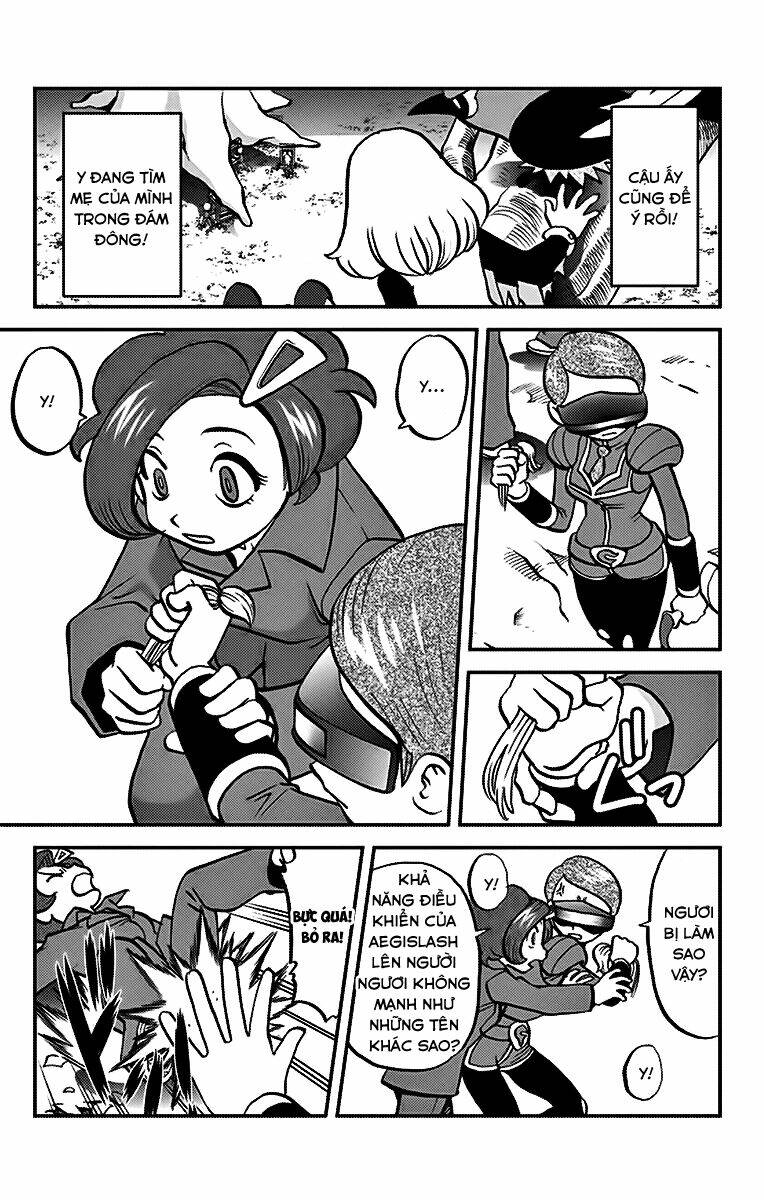 CẬU ẤY
CŨNG ĐỂ
Ý RỒI!
Y ĐANG TÌM
MẸ CỦA MÌNH
TRONG ĐÁM
ĐÔNG!
Y...
Y!
NGƯƠI
BỊ LÀM
SAO
VẬY?
Y!
Y!
KHẢ
NĂNG ĐIỀU
KHIỂN CỦA
AEGISLASH
LÊN NGƯỜI
NGƯƠI KHÔNG
MẠNH NHƯ
NHỮNG TÊN
KHÁC SAO?
BỰC QUÁ!
BỎ RA!